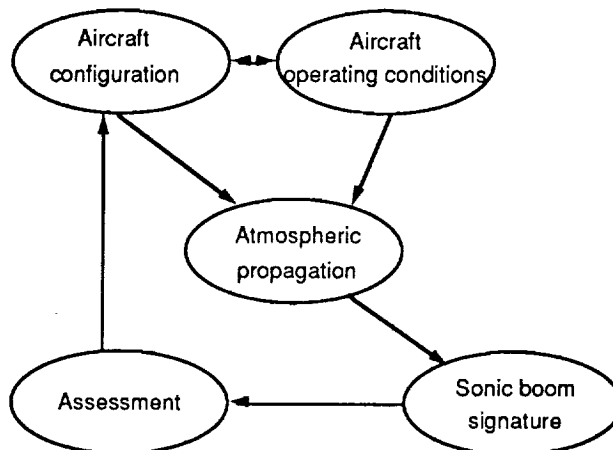 Aircraft
configuration
Aircraft
operating conditions
Atmospheric
propagation
Assessment
Sonic boom
signature